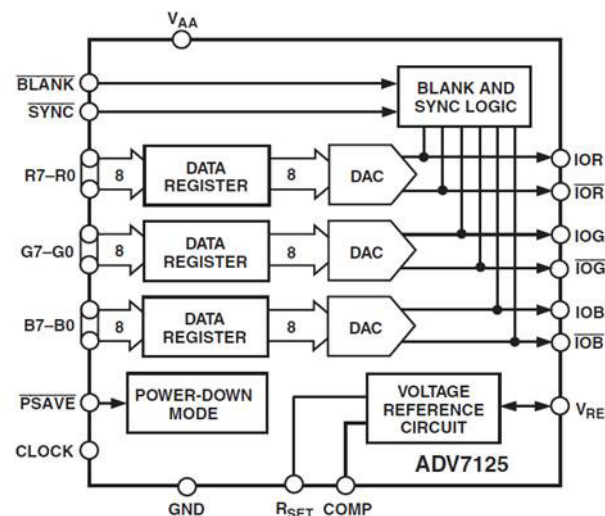 VAA
BLANK
SYNC
BLANK AND
SYNC LOGIC
R7–R0
8
DATA
REGISTER
8
DAC
IOR
IOR
G7–G0
8
DATA
REGISTER
8
DAC
IOG
IOG
B7–B0
8
DATA
REGISTER
8
DAC
IOB
IOB
PSAVE
POWER-DOWN
MODE
VOLTAGE
REFERENCE
CIRCUIT
VRE
CLOCK
ADV7125
GND
RSET
COMP